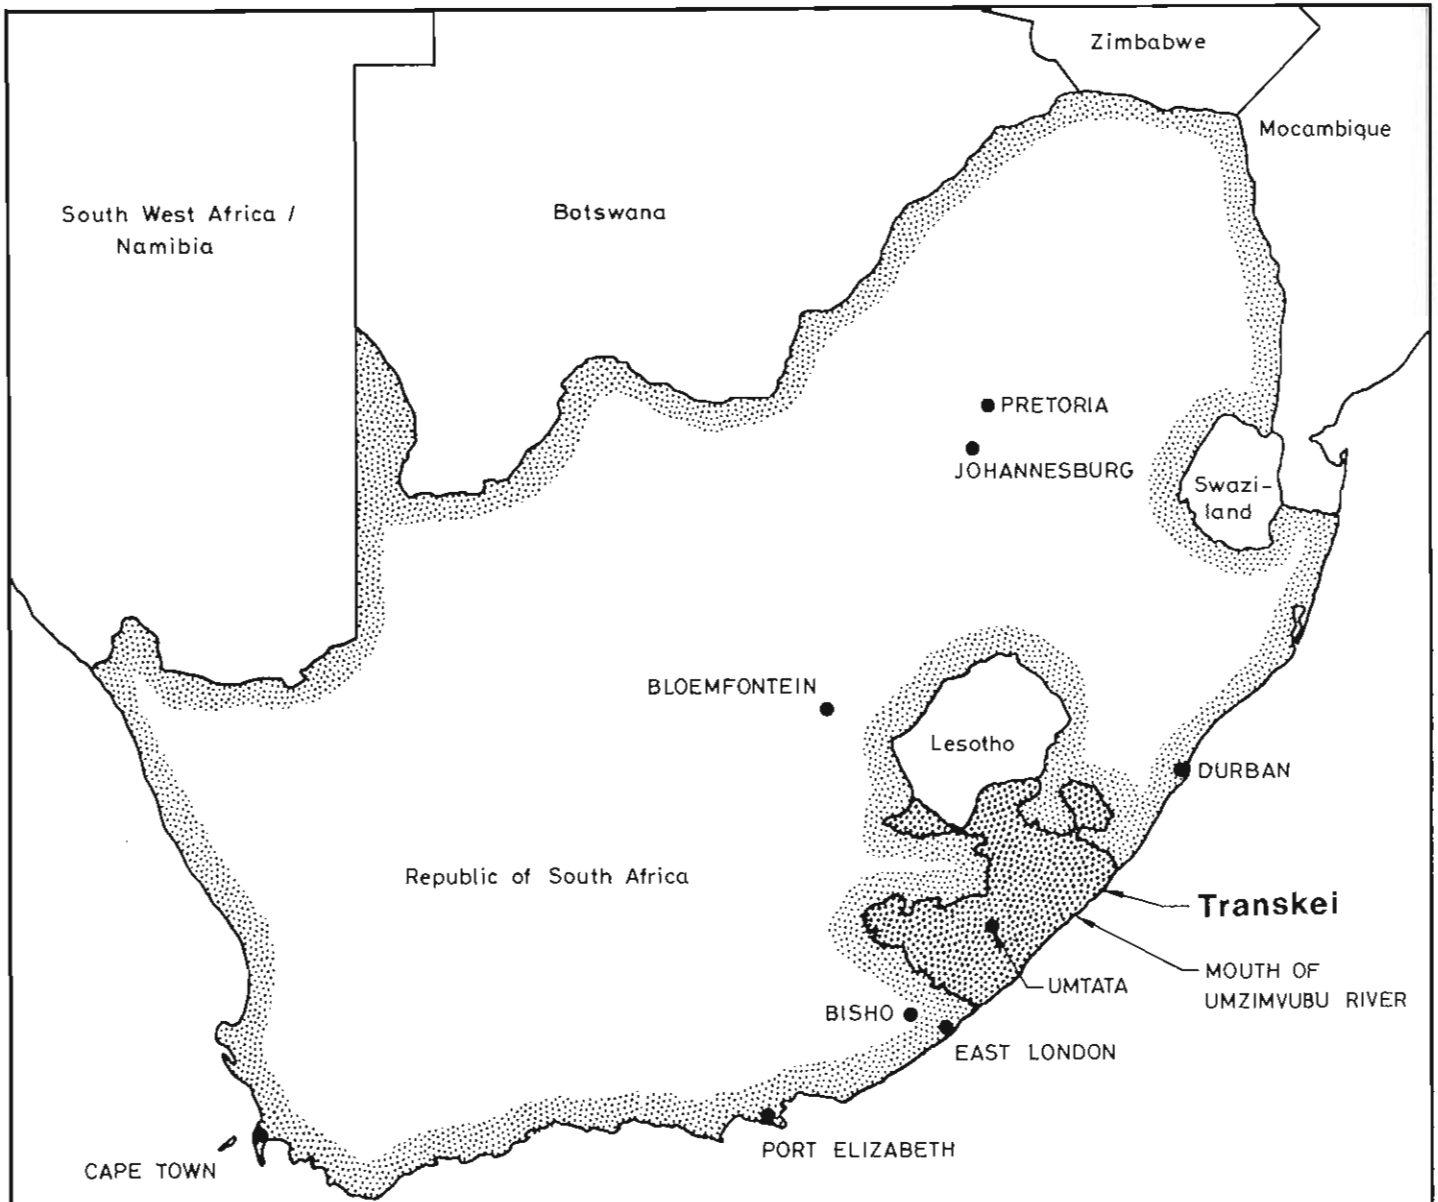 Zimbabwe
Mocambique
South West Africa /
Namibia
Botswana
PRETORIA
JOHANNESBURG
Swazi-
land
BLOEMFONTEIN
Lesotho
DURBAN
Republic of South Africa
Transkei
UMTATA
MOUTH OF
UMZIMVUBU RIVER
BISHO
EAST LONDON
PORT ELIZABETH
CAPE TOWN